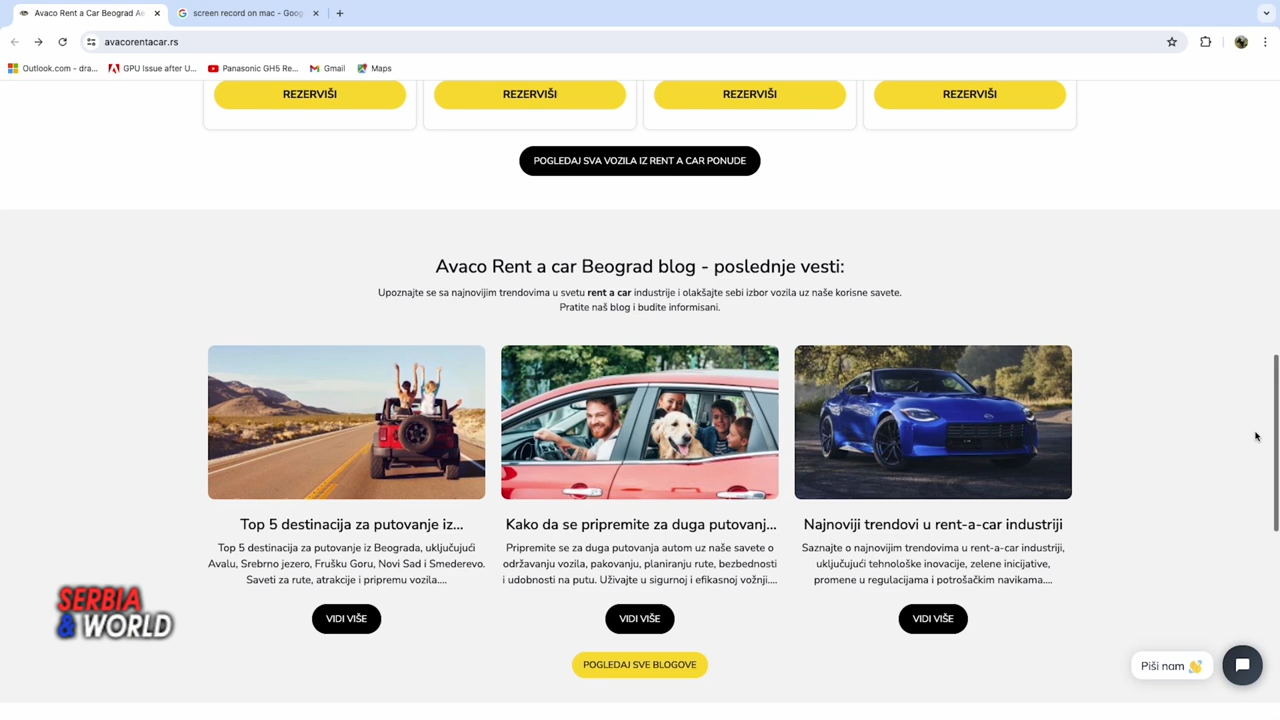 Avaco Rent a Car Beograd Ae
screen record on mac - Goog
avacorentacar.rs
Outlook.com - dra...
GPU Issue after U...
Panasonic GH5 Re...
Gmail
Maps
REZERVIŠI
REZERVIŠI
REZERVIŠI
REZERVIŠI
POGLEDAJ SVA VOZILA IZ RENT A CAR PONUDE
Avaco Rent a car Beograd blog - poslednje vesti:
Upoznajte se sa najnovijim trendovima u svetu rent a car industrije i olakšajte sebi izbor vozila uz naše korisne savete.
Pratite naš blog i budite informisani.
Top 5 destinacija za putovanje iz...
Top 5 destinacija za putovanje iz Beograda, uključujući
Avalu, Srebrno jezero, Frušku Goru, Novi Sad i Smederevo.
Saveti za rute, atrakcije i pripremu vozila....
VIDI VIŠE
Kako da se pripremite za duga putovanj...
Pripremite se za duga putovanja autom uz naše savete o
održavanju vozila, pakovanju, planiranju rute, bezbednosti
i udobnosti na putu. Uživajte u sigurnoj i efikasnoj vožnji....
VIDI VIŠE
Najnoviji trendovi u rent-a-car industriji
Saznajte o najnovijim trendovima u rent-a-car industriji,
uključujući tehnološke inovacije, zelene inicijative,
promene u regulacijama i potrošačkim navikama....
VIDI VIŠE
SERBIA
& WORLD
POGLEDAJ SVE BLOGOVE
Piši nam 👋